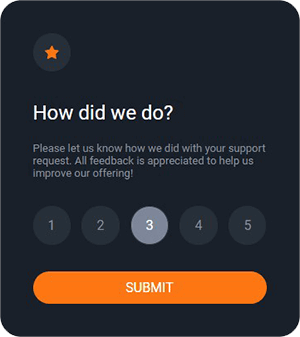 How did we do?
Please let us know how we did with your support
request. All feedback is appreciated to help us
improve our offering!
1 2 3 4 5
SUBMIT